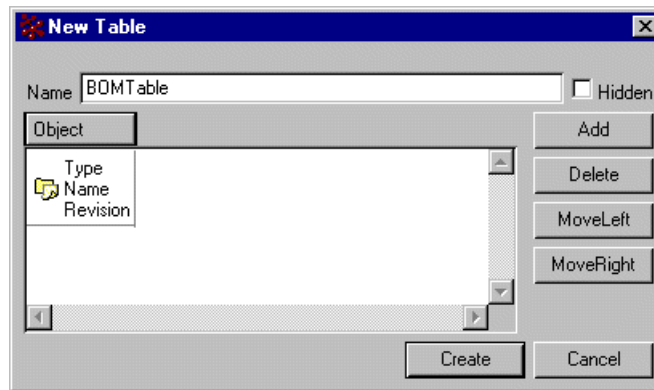 New Table
Name BOMTable Hidden
Object Add
Type
Name
Revision
Delete
MoveLeft
MoveRight
Create Cancel